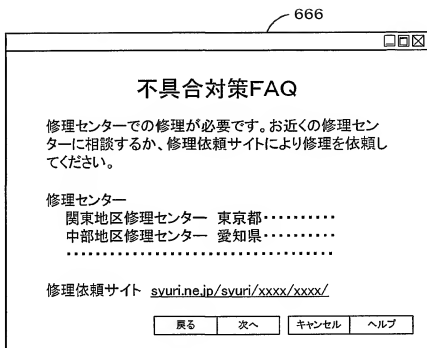 666
不具合対策FAQ
修理センターでの修理が必要です。お近くの修理セン
ターに相談するか、修理依頼サイトにより修理を依頼し
てください。
修理センター
関東地区修理センター 東京都・・・・・・・・・・
中部地区修理センター 愛知県・・・・・・・・・・
・・・・・・・・・・・・・・・・・・・・・・・・・・・・・・・・・・・
修理依頼サイト syuri.ne.jp/syuri/xxxx/xxxx/
戻る 次へ キャンセル ヘルプ